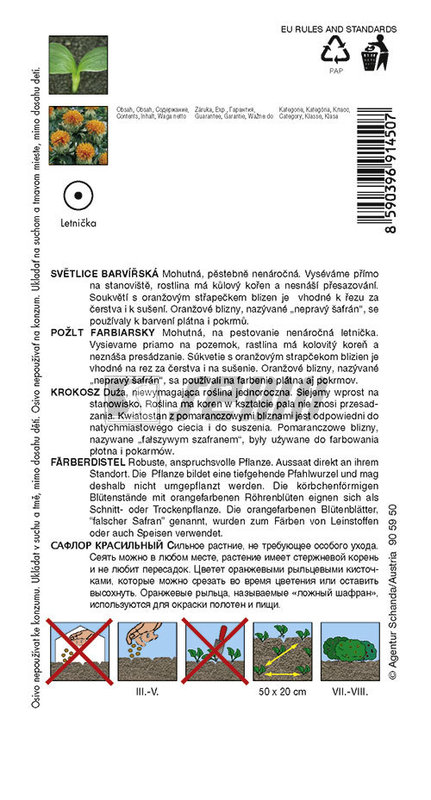 EU RULES AND STANDARDS
PAP
Obsah, Obsah, Содержание,
Contents, Inhalt, Waga netto
Záruka, Exp., Гарантия,
Guarantee, Garantie, Ważne do
Kategorie, Kategória, Класс,
Category, Klasse, Klasa
8 590396 914507
Letnička
SVĚTLICE BARVÍŘSKÁ Mohutná, pěstebně nenáročná. Vyséváme přímo
na stanoviště, rostlina má kůlový kořen a nesnáší přesazování.
Soukvětí s oranžovým střapečkem blizen je vhodné k řezu za
čerstva i k sušení. Oranžové blizny, nazývané „nepravý šafrán“, se
používaly k barvení plátna i pokrmů.
POŽLT FARBIARSKY Mohutná, na pestovanie nenáročná letnička.
Vysievame priamo na pozemok, rastlina má kolovitý koreň a
neznáša presádzanie. Súkvetie s oranžovým strapčekom blizien je
vhodné na rez za čerstva i na sušenie. Oranžové blizny, nazývané
„nepravý šafrán“, sa používali na farbenie plátna aj pokrmov.
KROKOSZ Duża, niewymagająca roślina jednoroczna. Siejemy wprost na
stanowisko. Roślina ma koreń w kształcie pala nie znosi przesad-
zania. Kwiatostan z pomarańczowym bliznami jest odpowiedni do
natychmiastowego ciecia i do suszenia. Pomaranczowe blizny,
nazywane „fałszywym szafranem“, były używane do farbowania
płotna i pokarmów.
FÄRBERDISTEL Robuste, anspruchsvolle Pflanze. Aussaat direkt an ihrem
Standort. Die Pflanze bildet eine tiefgehende Pfahlwurzel und mag
deshalb nicht umgepflanzt werden. Die körbchenförmigen
Blütenstände mit orangefarbenen Röhrenblüten eignen sich als
Schnitt- oder Trockenpflanze. Die orangefarbenen Blütenblätter,
"falscher Safran" genannt, wurden zum Färben von Leinstoffen
oder auch Speisen verwendet.
САФЛОР КРАСИЛЬНЫЙ Сильное растние, не требующее особого ухода.
Сеять можно в любом месте, растение имеет стержневой корень
и не любит пересадок. Цветет оранжевыми рыльцевыми кисточ-
ками, которые можно срезать во время цветения или оставить
высохнуть. Оранжевые рыльца, называемые «ложный шафран»,
используются для окраски полотен и пищи.
III.-V.
50 x 20 cm
VII.-VIII.
Osivo nepoužívat ke konzumu. Ukládat v suchu a tmě, mimo dosahu dětí. Osivo nepoužívať na konzum. Ukladať na suchom a tmavom mieste, mimo dosahu detí.
© Agentur Schanda/Austria 90 59 50